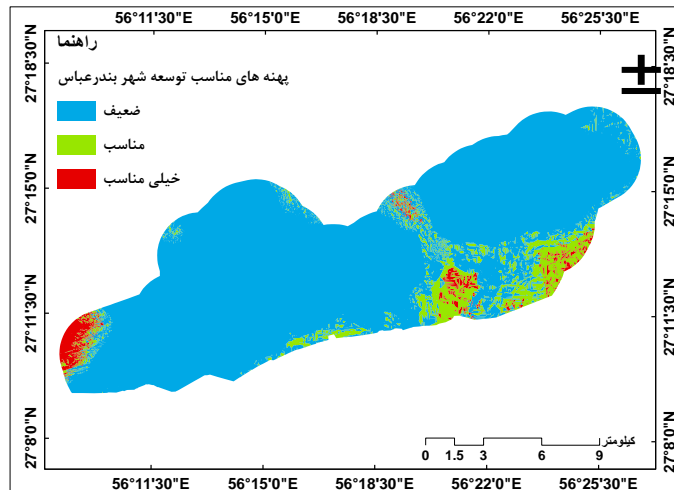 56°11'30"E 56°15'0"E 56°18'30"E 56°22'0"E 56°25'30"E
راهنما
پهنه های مناسب توسعه شهر بندرعباس
ضعیف
مناسب
خیلی مناسب
27°18'30"N
27°15'0"N
27°11'30"N
27°8'0"N
27°18'30"N
27°15'0"N
27°11'30"N
27°8'0"N
کیلومتر
0 1.5 3 6 9
56°11'30"E 56°15'0"E 56°18'30"E 56°22'0"E 56°25'30"E